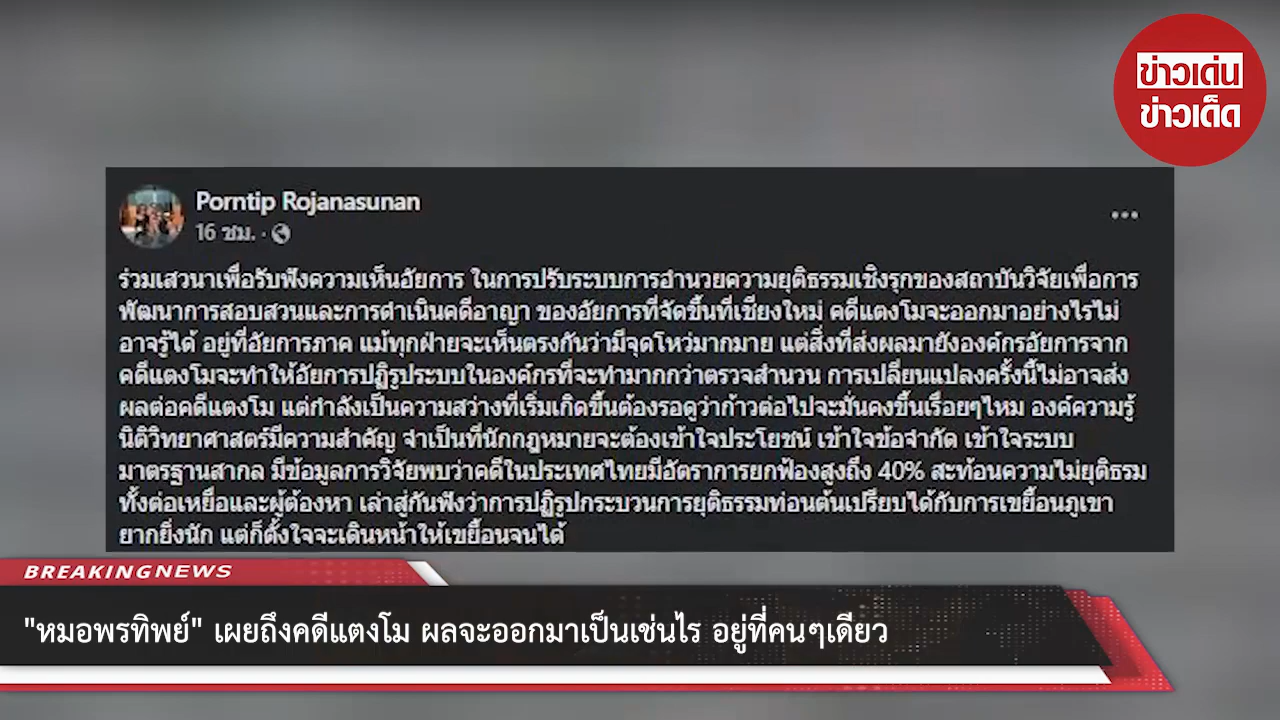 ข่าวเด่น
ข่าวเด็ด
Porntip Rojanasunan
16 ชม. ·
ร่วมเสวนาเพื่อรับฟังความเห็นอัยการ ในการปรับระบบการอำนวยความยุติธรรมเชิงรุกของสถาบันวิจัยเพื่อการ
พัฒนาการสอบสวนและการดำเนินคดีอาญา ของอัยการที่จัดขึ้นที่เชียงใหม่ คดีแตงโมจะออกมาอย่างไรไม่
อาจรู้ได้ อยู่ที่อัยการภาค แม้ทุกฝ่ายจะเห็นตรงกันว่ามีจุดโหว่มากมาย แต่สิ่งที่ส่งผลมายังองค์กรอัยการจาก
คดีแตงโมจะทำให้อัยการปฏิรูประบบในองค์กรที่จะทำมากกว่าตรวจสำนวน การเปลี่ยนแปลงครั้งนี้ไม่อาจส่ง
ผลต่อคดีแตงโม แต่กำลังเป็นความสว่างที่เริ่มเกิดขึ้นต้องรอดูว่าก้าวต่อไปจะมั่นคงขึ้นเรื่อยๆไหม องค์ความรู้
นิติวิทยาศาสตร์มีความสำคัญ จำเป็นที่นักกฎหมายจะต้องเข้าใจประโยชน์ เข้าใจข้อจำกัด เข้าใจระบบ
มาตรฐานสากล มีข้อมูลการวิจัยพบว่าคดีในประเทศไทยมีอัตราการยกฟ้องสูงถึง 40% สะท้อนความไม่ยุติธรม
ทั้งต่อเหยื่อและผู้ต้องหา เล่าสู่กันฟังว่าการปฏิรูปกระบวนการยุติธรรมท่อนต้นเปรียบได้กับการเขยื้อนภูเขา
ยากยิ่งนัก แต่ก็ตั้งใจจะเดินหน้าให้เขยื้อนจนได้
BREAKING NEWS
"หมอพรทิพย์" เผยถึงคดีแตงโม ผลจะออกมาเป็นเช่นไร อยู่ที่คนๆเดียว